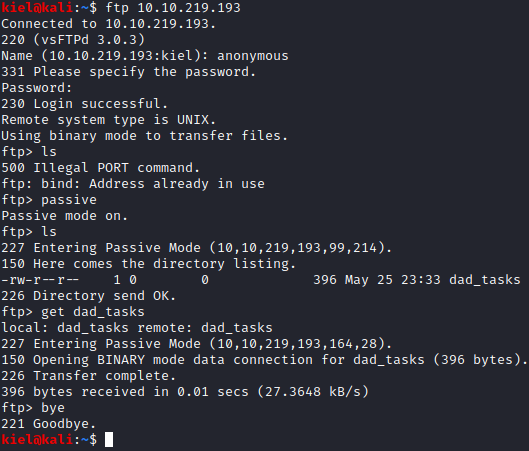 kiel@kali:~$ ftp 10.10.219.193
Connected to 10.10.219.193.
220 (vsFTPd 3.0.3)
Name (10.10.219.193:kiel): anonymous
331 Please specify the password.
Password:
230 Login successful.
Remote system type is UNIX.
Using binary mode to transfer files.
ftp> ls
500 Illegal PORT command.
ftp: bind: Address already in use
ftp> passive
Passive mode on.
ftp> ls
227 Entering Passive Mode (10,10,219,193,99,214).
150 Here comes the directory listing.
-rw-r--r--    1 0        0             396 May 25 23:33 dad_tasks
226 Directory send OK.
ftp> get dad_tasks
local: dad_tasks remote: dad_tasks
227 Entering Passive Mode (10,10,219,193,164,28).
150 Opening BINARY mode data connection for dad_tasks (396 bytes).
226 Transfer complete.
396 bytes received in 0.01 secs (27.3648 kB/s)
ftp> bye
221 Goodbye.
kiel@kali:~$